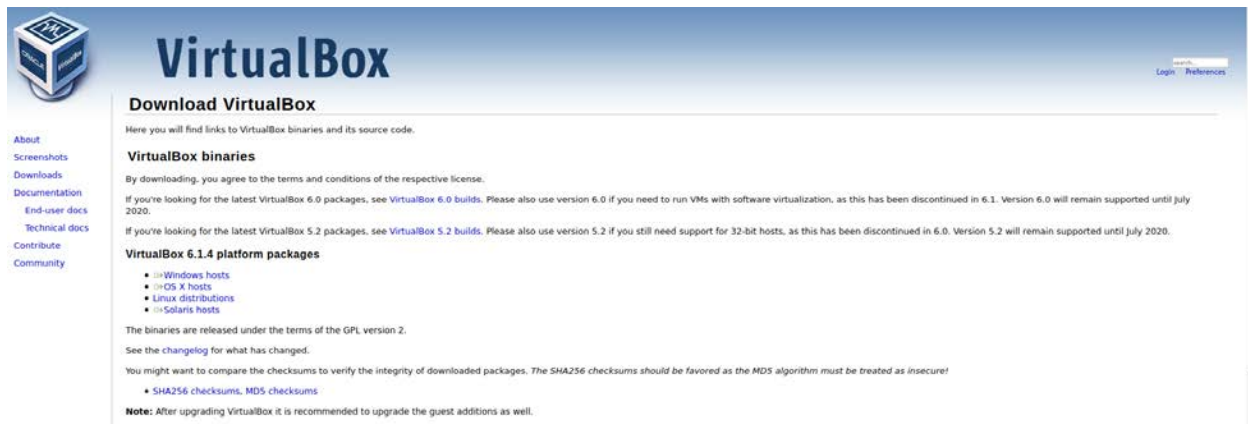 VirtualBox
search...
Login Preferences
Download VirtualBox
Here you will find links to VirtualBox binaries and its source code.
About
Screenshots
Downloads
Documentation
End-user docs
Technical docs
Contribute
Community
VirtualBox binaries
By downloading, you agree to the terms and conditions of the respective license.
If you're looking for the latest VirtualBox 6.0 packages, see VirtualBox 6.0 builds. Please also use version 6.0 if you need to run VMs with software virtualization, as this has been discontinued in 6.1. Version 6.0 will remain supported until July
2020.
If you're looking for the latest VirtualBox 5.2 packages, see VirtualBox 5.2 builds. Please also use version 5.2 if you still need support for 32-bit hosts, as this has been discontinued in 6.0. Version 5.2 will remain supported until July 2020.
VirtualBox 6.1.4 platform packages
• Windows hosts
• OS X hosts
• Linux distributions
• Solaris hosts
The binaries are released under the terms of the GPL version 2.
See the changelog for what has changed.
You might want to compare the checksums to verify the integrity of downloaded packages. The SHA256 checksums should be favored as the MD5 algorithm must be treated as insecure!
• SHA256 checksums, MD5 checksums
Note: After upgrading VirtualBox it is recommended to upgrade the guest additions as well.